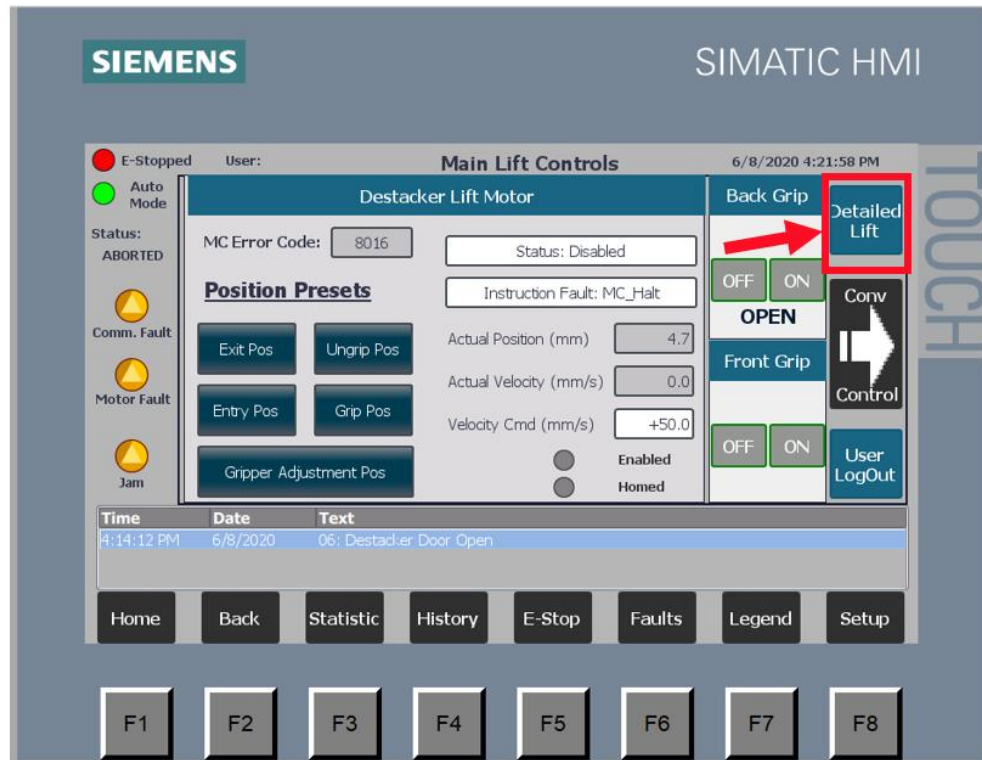 SIEMENS
SIMATIC HMI
TOUCH
E-Stopped
User:
Main Lift Controls
6/8/2020 4:21:58 PM
Auto
Mode
Status:
ABORTED
Comm. Fault
Motor Fault
Jam
Destacker Lift Motor
MC Error Code:
8016
Status: Disabled
Position Presets
Instruction Fault: MC_Halt
Exit Pos
Ungrip Pos
Entry Pos
Grip Pos
Gripper Adjustment Pos
Actual Position (mm)
4.7
Actual Velocity (mm/s)
0.0
Velocity Cmd (mm/s)
+50.0
Enabled
Homed
Back Grip
OFF
ON
OPEN
Front Grip
OFF
ON
Detailed
Lift
Conv
Control
User
LogOut
Time
Date
Text
4:14:12 PM
6/8/2020
06: Destacker Door Open
Home
Back
Statistic
History
E-Stop
Faults
Legend
Setup
F1
F2
F3
F4
F5
F6
F7
F8